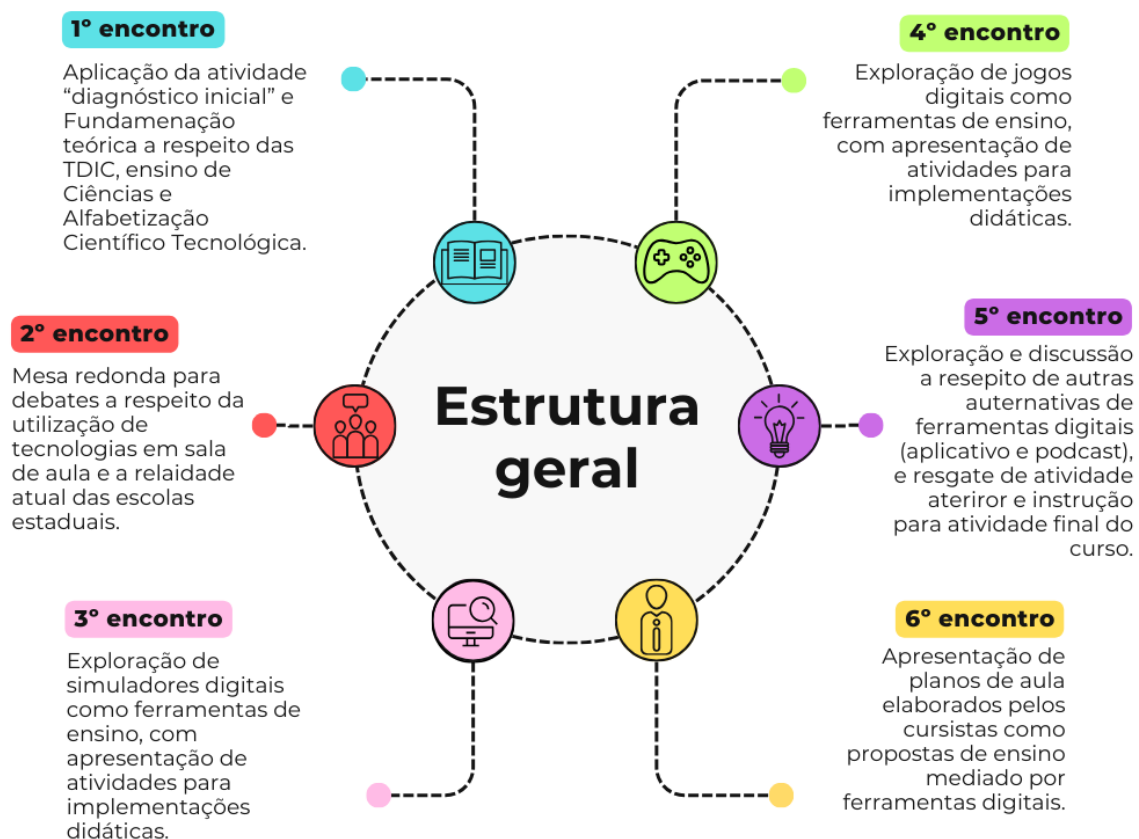 1º encontro
Aplicação da atividade
“diagnóstico inicial” e
Fundamenação
teórica a respeito das
TDIC, ensino de
Ciências e
Alfabetização
Científico Tecnológica.
2º encontro
Mesa redonda para
debates a respeito da
utilização de
tecnologias em sala
de aula e a relaidade
atual das escolas
estaduais.
3º encontro
Exploração de
simuladores digitais
como ferramentas de
ensino, com
apresentação de
atividades para
implementações
didáticas.
Estrutura
geral
4º encontro
Exploração de jogos
digitais como
ferramentas de ensino,
com apresentação de
atividades para
implementações
didáticas.
5º encontro
Exploração e discussão
a resepito de autras
auternativas de
ferramentas digitais
(aplicativo e podcast),
e resgate de atividade
ateriror e instrução
para atividade final do
curso.
6º encontro
Apresentação de
planos de aula
elaborados pelos
cursistas como
propostas de ensino
mediado por
ferramentas digitais.